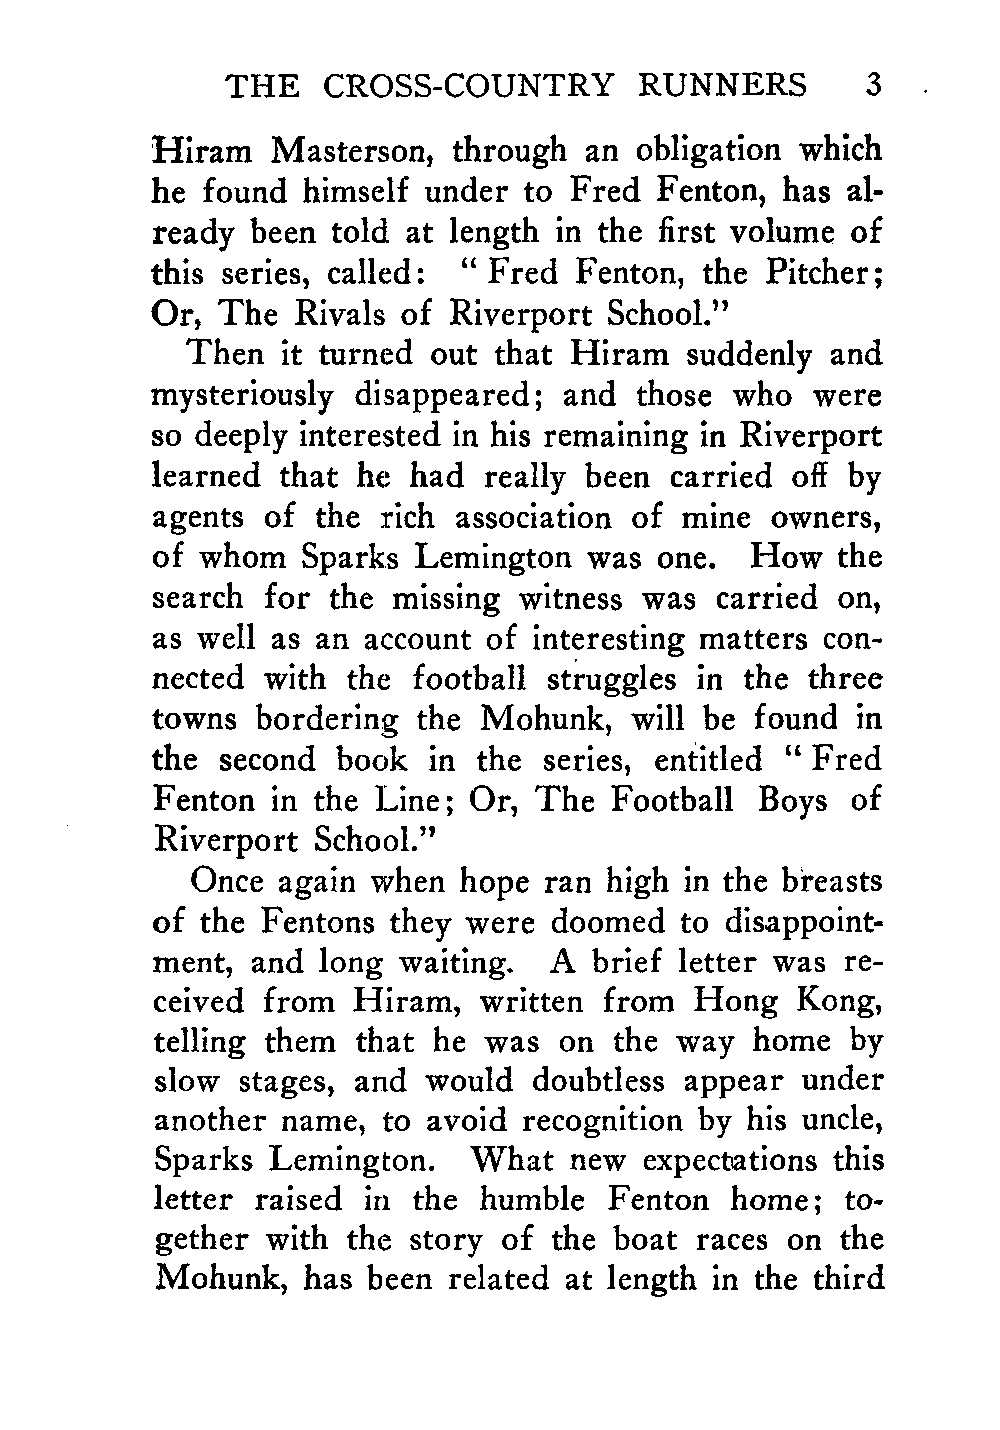 THE CROSS-COUNTRY RUNNERS 3
Hiram Masterson, through an obligation which
he found himself under to Fred Fenton, has al-
ready been told at length in the first volume of
this series, called: “ Fred Fenton, the Pitcher;
Or, The Rivals of Riverport School.”
Then it turned out that Hiram suddenly and
mysteriously disappeared; and those who were
so deeply interested in his remaining in Riverport
learned that he had really been carried off by
agents of the rich association of mine owners,
of whom Sparks Lemington was one. How the
search for the missing witness was carried on,
as well as an account of interesting matters con-
nected with the football struggles in the three
towns bordering the Mohunk, will be found in
the second book in the series, entitled “ Fred
Fenton in the Line; Or, The Football Boys of
Riverport School.”
Once again when hope ran high in the breasts
of the Fentons they were doomed to disappoint-
ment, and long waiting. A brief letter was re-
ceived from Hiram, written from Hong Kong,
telling them that he was on the way home by
slow stages, and would doubtless appear under
another name, to avoid recognition by his uncle,
Sparks Lemington. What new expectations this
letter raised in the humble Fenton home; to-
gether with the story of the boat races on the
Mohunk, has been related at length in the third